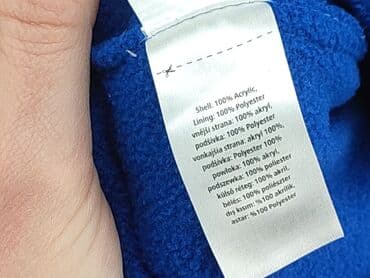 Shell: 100% Acrylic,
Lining: 100% Polyester
vnější strana: 100% akryl,
podšívka: 100% Polyester
vonkajšia strana: akryl 100%,
podšívka: Polyester 100%
powłoka: 100% akryl,
podszewka: 100% poliester
külső réteg: 100% akril,
bélés: 100% poliészter
dış kısım: %100 akrilik,
astar: %100 Polyester